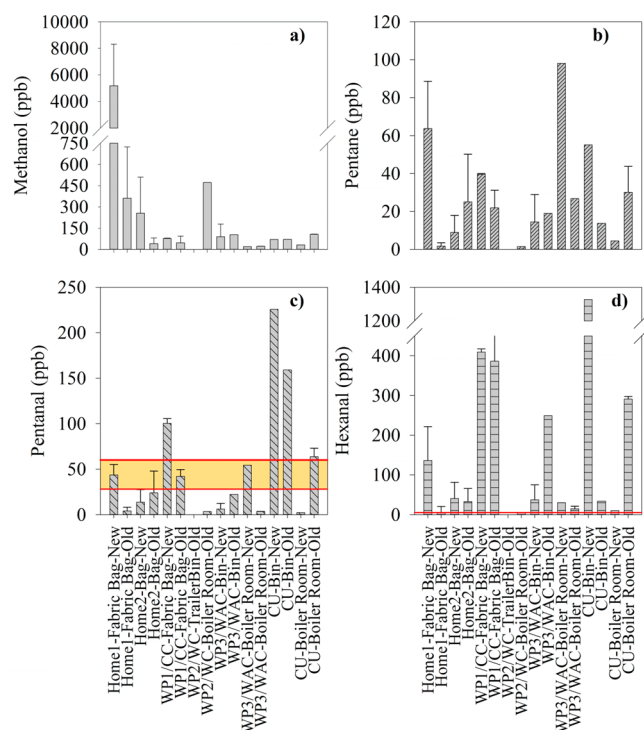 a)
Methanol (ppb)
10000
8000
6000
4000
2000
750
600
450
300
150
0
b)
Pentane (ppb)
120
100
80
60
40
20
0
c)
Pentanal (ppb)
250
200
150
100
50
0
d)
Hexanal (ppb)
1400
1200
400
300
200
100
0
Home1-Fabric Bag-New
Home1-Fabric Bag-Old
Home2-Bag-New
Home2-Bag-Old
WP1/CC-Fabric Bag-New
WP1/CC-Fabric Bag-Old
WP2/WC-TrailerBin-Old
WP2/WC-Boiler Room-Old
WP3/WAC-Bin-New
WP3/WAC-Bin-Old
WP3/WAC-Boiler Room-New
WP3/WAC-Boiler Room-Old
CU-Bin-New
CU-Bin-Old
CU-Boiler Room-New
CU-Boiler Room-Old
Home1-Fabric Bag-New
Home1-Fabric Bag-Old
Home2-Bag-New
Home2-Bag-Old
WP1/CC-Fabric Bag-New
WP1/CC-Fabric Bag-Old
WP2/WC-TrailerBin-Old
WP2/WC-Boiler Room-Old
WP3/WAC-Bin-New
WP3/WAC-Bin-Old
WP3/WAC-Boiler Room-New
WP3/WAC-Boiler Room-Old
CU-Bin-New
CU-Bin-Old
CU-Boiler Room-New
CU-Boiler Room-Old